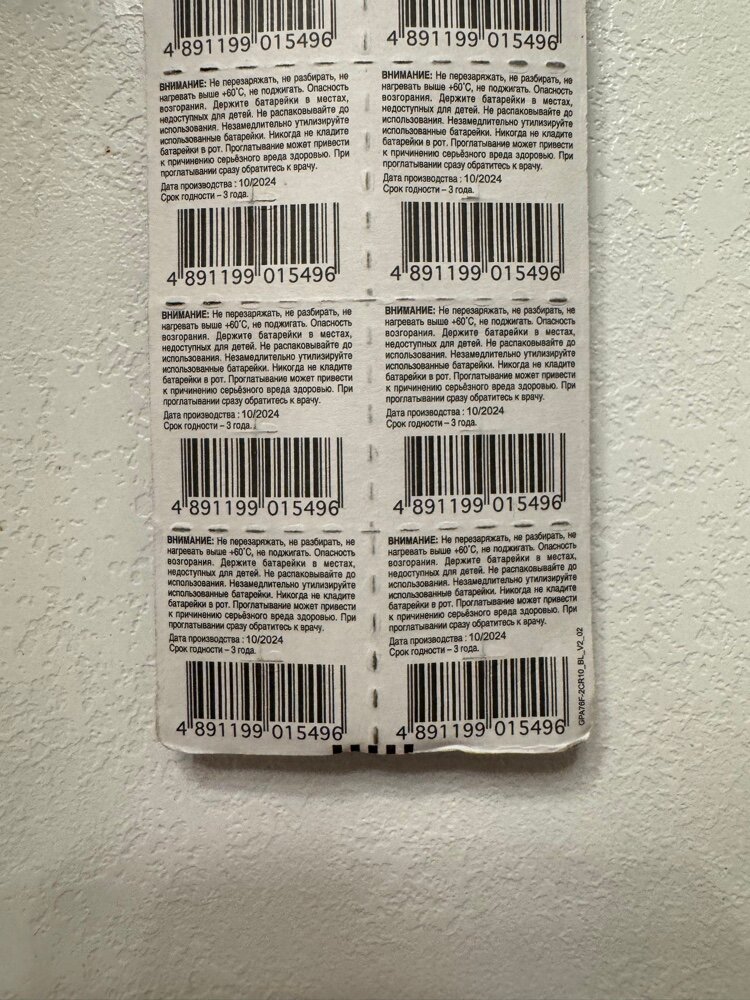 4 891199 015496
4 891199 015496
ВНИМАНИЕ: Не перезаряжать, не разбирать, не
нагревать выше +60°С, не поджигать. Опасность
возгорания. Держите батарейки в местах,
недоступных для детей. Не распаковывайте до
использования. Незамедлительно утилизируйте
использованные батарейки. Никогда не кладите
батарейки в рот. Проглатывание может привести
к причинению серьёзного вреда здоровью. При
проглатывании сразу обратитесь к врачу.
Дата производства : 10/2024
Срок годности – 3 года.
4 891199 015496
ВНИМАНИЕ: Не перезаряжать, не разбирать, не
нагревать выше +60°С, не поджигать. Опасность
возгорания. Держите батарейки в местах,
недоступных для детей. Не распаковывайте до
использования. Незамедлительно утилизируйте
использованные батарейки. Никогда не кладите
батарейки в рот. Проглатывание может привести
к причинению серьёзного вреда здоровью. При
проглатывании сразу обратитесь к врачу.
Дата производства : 10/2024
Срок годности – 3 года.
4 891199 015496
ВНИМАНИЕ: Не перезаряжать, не разбирать, не
нагревать выше +60°С, не поджигать. Опасность
возгорания. Держите батарейки в местах,
недоступных для детей. Не распаковывайте до
использования. Незамедлительно утилизируйте
использованные батарейки. Никогда не кладите
батарейки в рот. Проглатывание может привести
к причинению серьёзного вреда здоровью. При
проглатывании сразу обратитесь к врачу.
Дата производства : 10/2024
Срок годности – 3 года.
4 891199 015496
ВНИМАНИЕ: Не перезаряжать, не разбирать, не
нагревать выше +60°С, не поджигать. Опасность
возгорания. Держите батарейки в местах,
недоступных для детей. Не распаковывайте до
использования. Незамедлительно утилизируйте
использованные батарейки. Никогда не кладите
батарейки в рот. Проглатывание может привести
к причинению серьёзного вреда здоровью. При
проглатывании сразу обратитесь к врачу.
Дата производства : 10/2024
Срок годности – 3 года.
4 891199 015496
ВНИМАНИЕ: Не перезаряжать, не разбирать, не
нагревать выше +60°С, не поджигать. Опасность
возгорания. Держите батарейки в местах,
недоступных для детей. Не распаковывайте до
использования. Незамедлительно утилизируйте
использованные батарейки. Никогда не кладите
батарейки в рот. Проглатывание может привести
к причинению серьёзного вреда здоровью. При
проглатывании сразу обратитесь к врачу.
Дата производства : 10/2024
Срок годности – 3 года.
4 891199 015496
ВНИМАНИЕ: Не перезаряжать, не разбирать, не
нагревать выше +60°С, не поджигать. Опасность
возгорания. Держите батарейки в местах,
недоступных для детей. Не распаковывайте до
использования. Незамедлительно утилизируйте
использованные батарейки. Никогда не кладите
батарейки в рот. Проглатывание может привести
к причинению серьёзного вреда здоровью. При
проглатывании сразу обратитесь к врачу.
Дата производства : 10/2024
Срок годности – 3 года.
4 891199 015496
GPA76F-2CR10_BL_V2_02